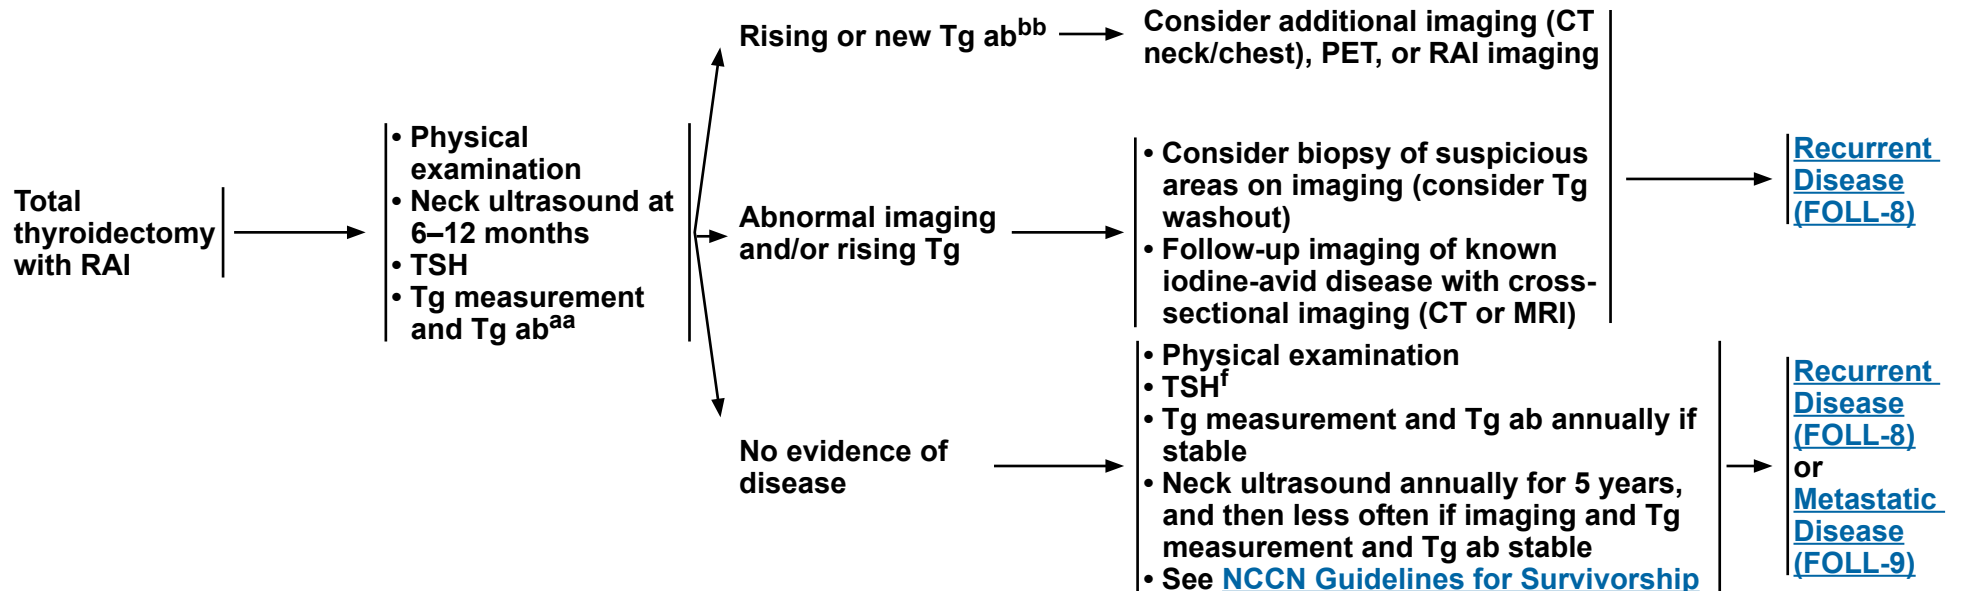 Total
thyroidectomy
with RAI
• Physical
examination
• Neck ultrasound at
6–12 months
• TSH
• Tg measurement
and Tg ab^aa
Rising or new Tg ab^bb
Consider additional imaging (CT
neck/chest), PET, or RAI imaging
Abnormal imaging
and/or rising Tg
• Consider biopsy of suspicious
areas on imaging (consider Tg
washout)
• Follow-up imaging of known
iodine-avid disease with cross-
sectional imaging (CT or MRI)
Recurrent
Disease
(FOLL-8)
No evidence of
disease
• Physical examination
• TSH^f
• Tg measurement and Tg ab annually if
stable
• Neck ultrasound annually for 5 years,
and then less often if imaging and Tg
measurement and Tg ab stable
• See NCCN Guidelines for Survivorship
Recurrent
Disease
(FOLL-8)
or
Metastatic
Disease
(FOLL-9)